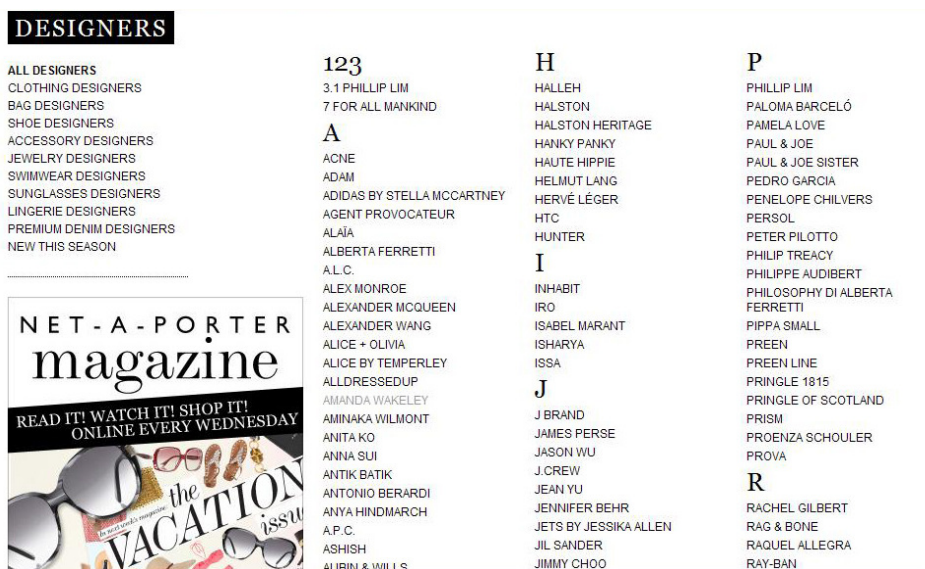 DESIGNERS
ALL DESIGNERS
CLOTHING DESIGNERS
BAG DESIGNERS
SHOE DESIGNERS
ACCESSORY DESIGNERS
JEWELRY DESIGNERS
SWIMWEAR DESIGNERS
SUNGLASSES DESIGNERS
LINGERIE DESIGNERS
PREMIUM DENIM DESIGNERS
NEW THIS SEASON
NET-A-PORTER
magazine
READ IT! WATCH IT! SHOP IT!
ONLINE EVERY WEDNESDAY
In next week's magazine:
the
VACATION
issue
123
3.1 PHILLIP LIM
7 FOR ALL MANKIND
A
ACNE
ADAM
ADIDAS BY STELLA MCCARTNEY
AGENT PROVOCATEUR
ALAÏA
ALBERTA FERRETTI
A.L.C.
ALEX MONROE
ALEXANDER MCQUEEN
ALEXANDER WANG
ALICE + OLIVIA
ALICE BY TEMPERLEY
ALLDRESSEDUP
AMANDA WAKELEY
AMINAKA WILMONT
ANITA KO
ANNA SUI
ANTIK BATIK
ANTONIO BERARDI
ANYA HINDMARCH
A.P.C.
ASHISH
AUBIN & WILLS
H
HALLEH
HALSTON
HALSTON HERITAGE
HANKY PANKY
HAUTE HIPPIE
HELMUT LANG
HERVÉ LÉGER
HTC
HUNTER
I
INHABIT
IRO
ISABEL MARANT
ISHARYA
ISSA
J
J BRAND
JAMES PERSE
JASON WU
J.CREW
JEAN YU
JENNIFER BEHR
JETS BY JESSIKA ALLEN
JIL SANDER
JIMMY CHOO
P
PHILLIP LIM
PALOMA BARCELÓ
PAMELA LOVE
PAUL & JOE
PAUL & JOE SISTER
PEDRO GARCIA
PENELOPE CHILVERS
PERSOL
PETER PILOTTO
PHILIP TREACY
PHILIPPE AUDIBERT
PHILOSOPHY DI ALBERTA
FERRETTI
PIPPA SMALL
PREEN
PREEN LINE
PRINGLE 1815
PRINGLE OF SCOTLAND
PRISM
PROENZA SCHOULER
PROVA
R
RACHEL GILBERT
RAG & BONE
RAQUEL ALLEGRA
RAY-BAN